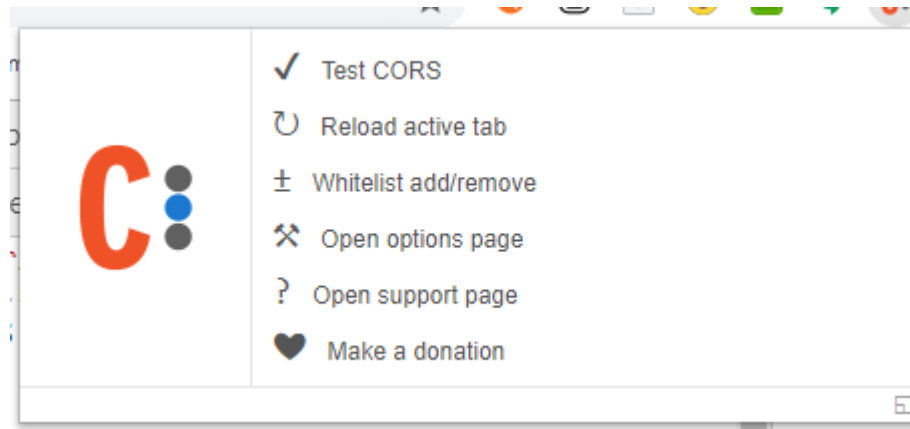 Test CORS
Reload active tab
Whitelist add/remove
Open options page
Open support page
Make a donation